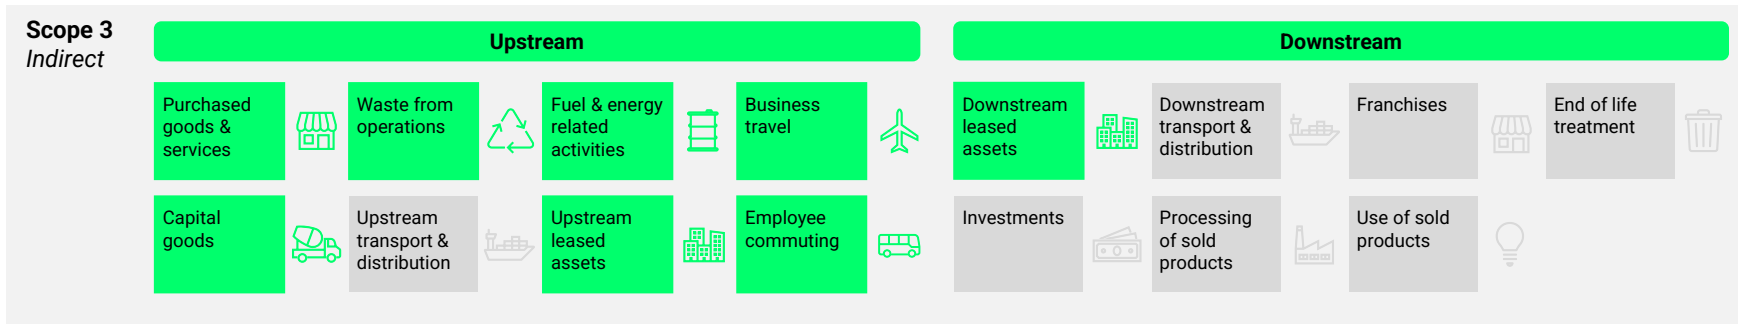 Scope 3
Indirect
Upstream
Downstream
Purchased
goods &
services
Waste from
operations
Fuel & energy
related
activities
Business
travel
Downstream
leased
assets
Downstream
transport &
distribution
Franchises
End of life
treatment
Capital
goods
Upstream
transport &
distribution
Upstream
leased
assets
Employee
commuting
Investments
Processing
of sold
products
Use of sold
products